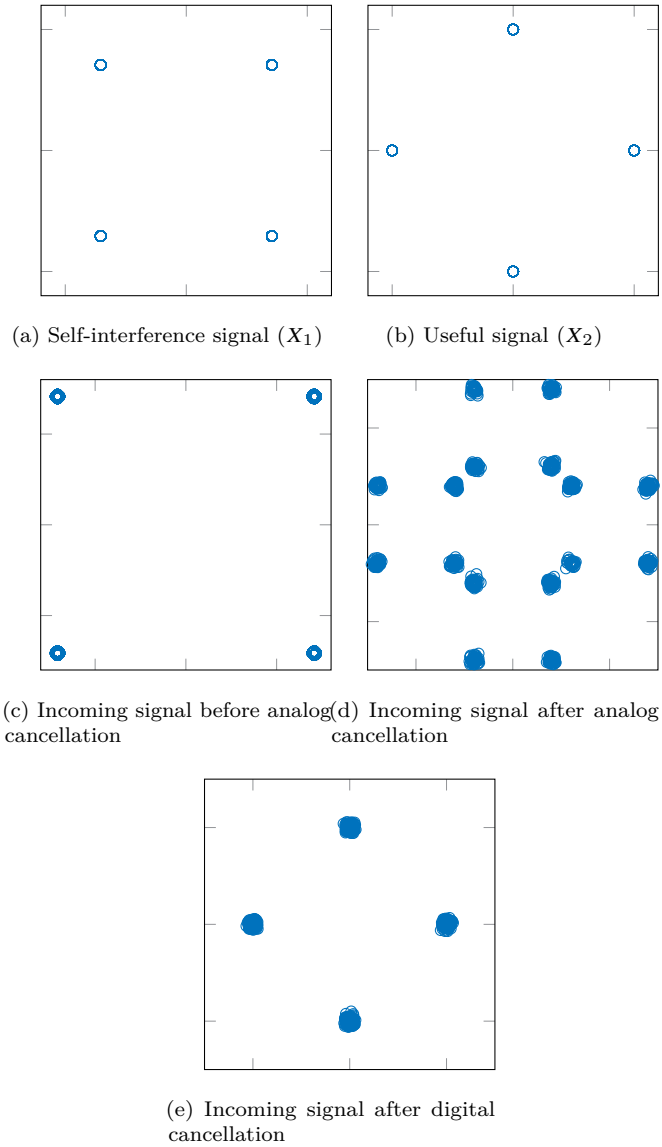 (a) Self-interference signal (X₁)
(b) Useful signal (X₂)
(c) Incoming signal before analog
cancellation
(d) Incoming signal after analog
cancellation
(e) Incoming signal after digital
cancellation